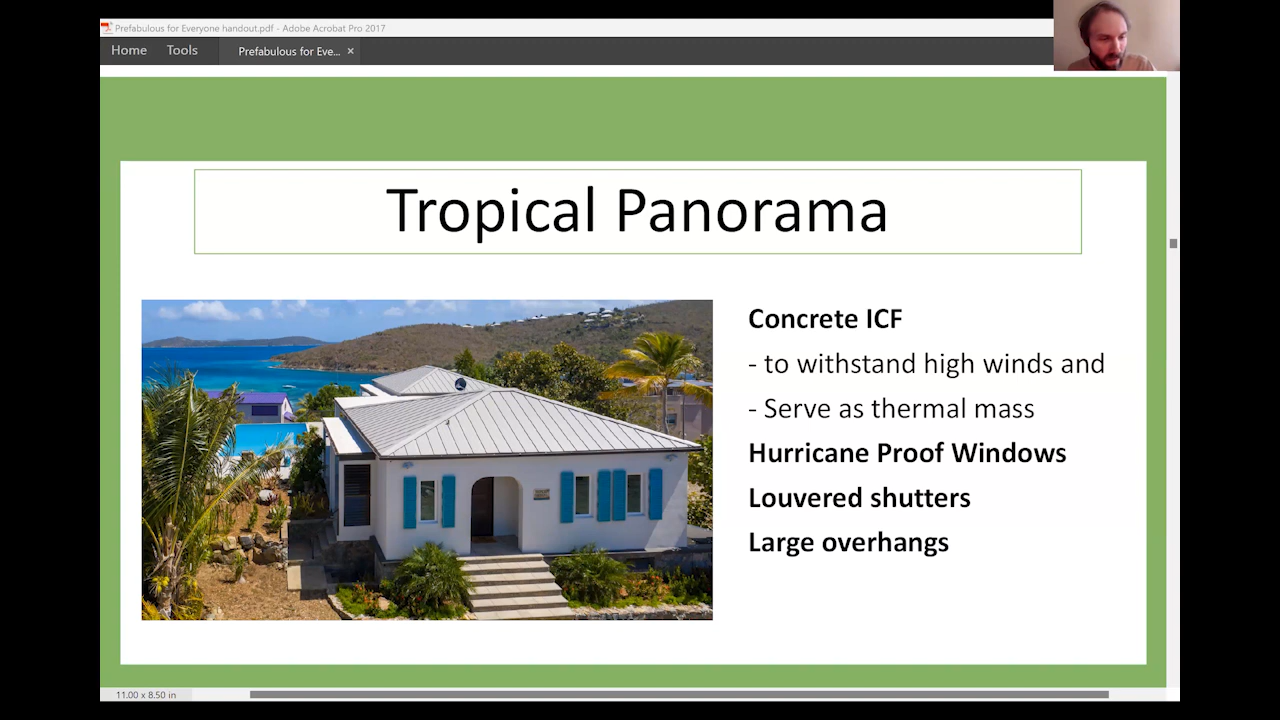 Prefabulous for Everyone handout.pdf - Adobe Acrobat Pro 2017
Home
Tools
Prefabulous for Eve... ×
Tropical Panorama
Concrete ICF
- to withstand high winds and
- Serve as thermal mass
Hurricane Proof Windows
Louvered shutters
Large overhangs
11.00 x 8.50 in